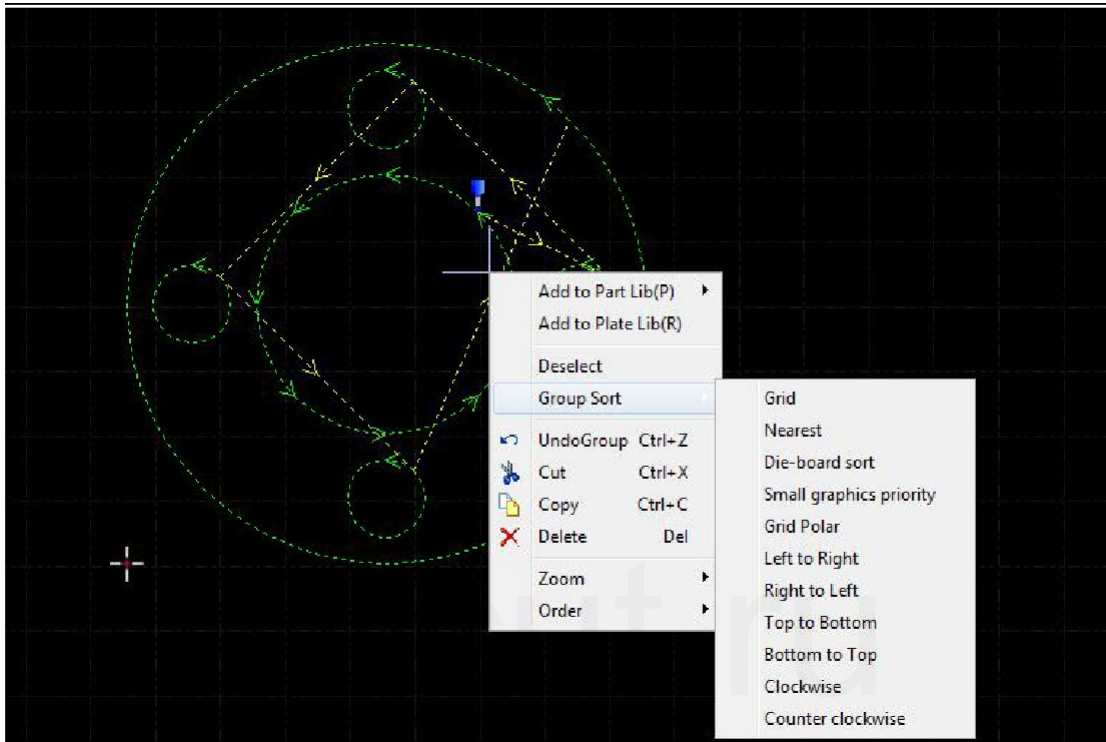 Add to Part Lib(P)
Add to Plate Lib(R)
Deselect
Group Sort
UndoGroup Ctrl+Z
Cut Ctrl+X
Copy Ctrl+C
Delete Del
Zoom
Order
Grid
Nearest
Die-board sort
Small graphics priority
Grid Polar
Left to Right
Right to Left
Top to Bottom
Bottom to Top
Clockwise
Counter clockwise